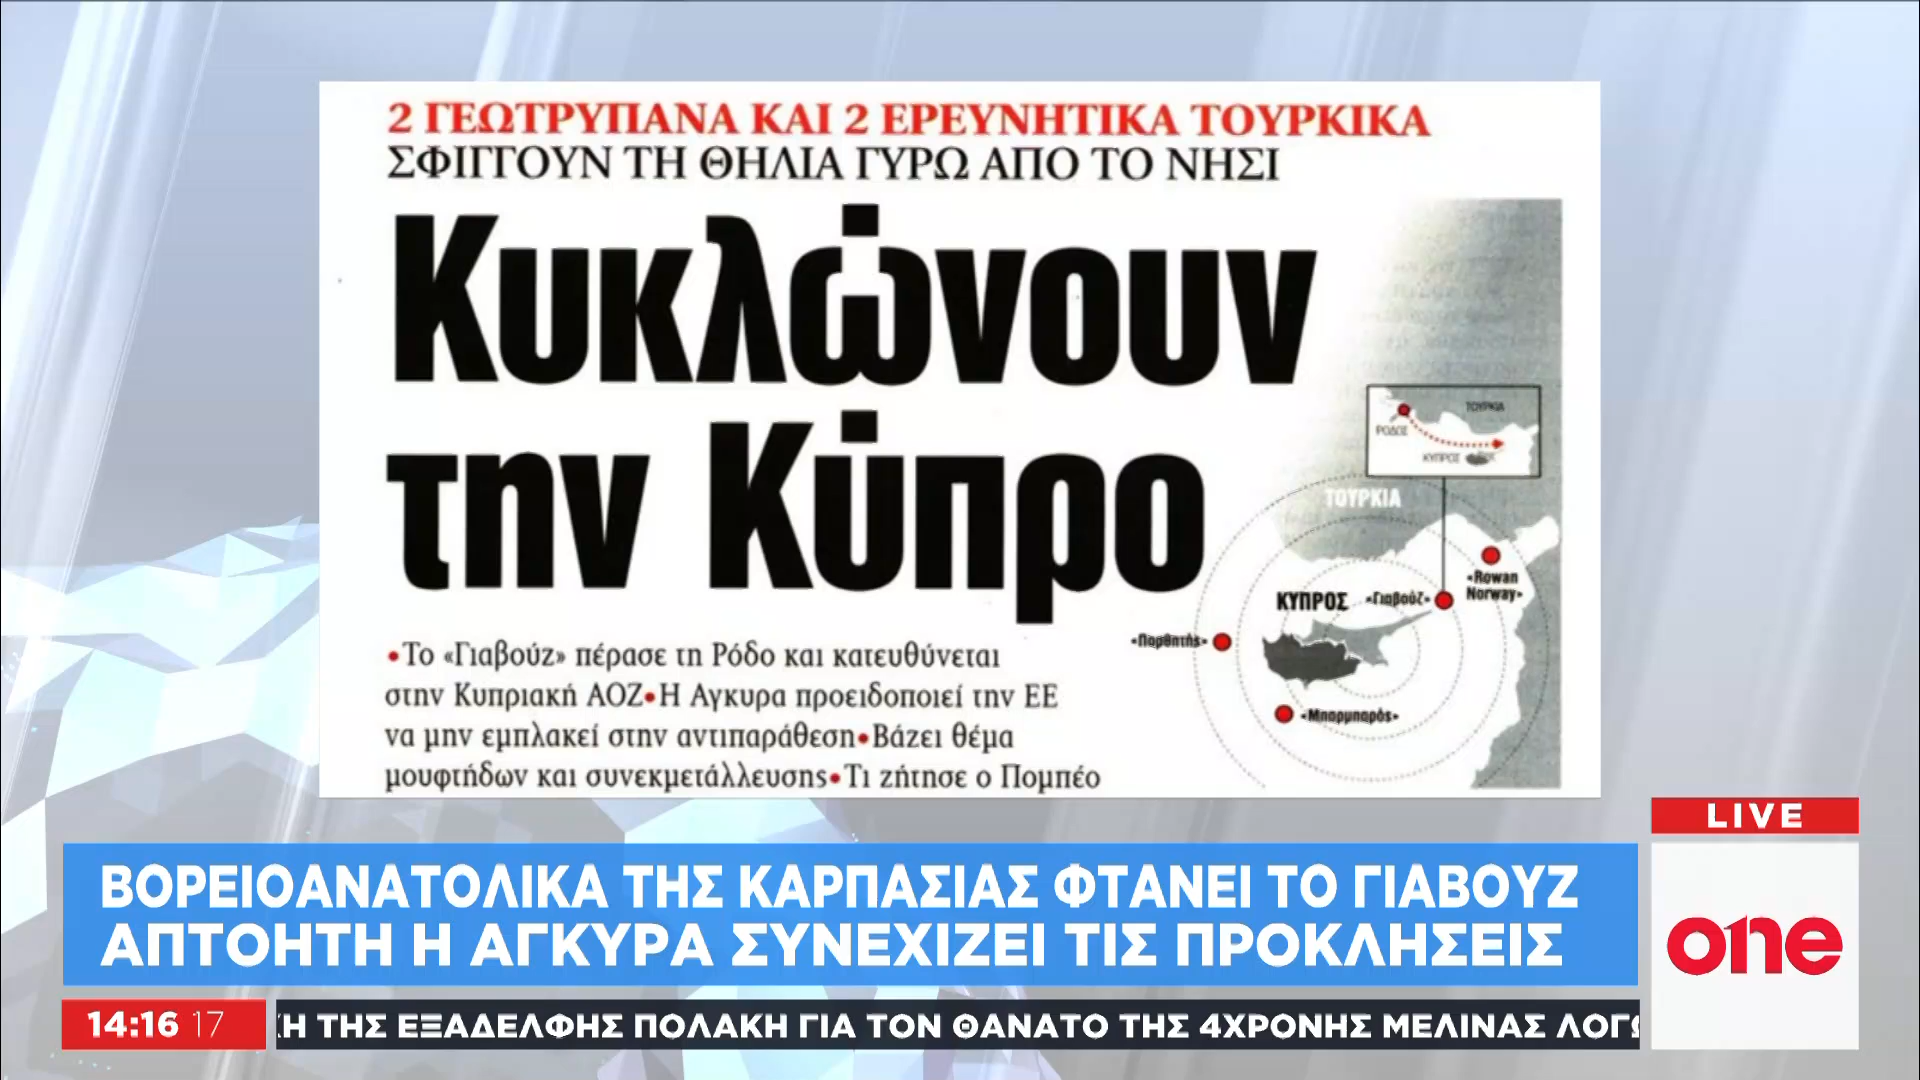 2 ΓΕΩΤΡΥΠΑΝΑ ΚΑΙ 2 ΕΡΕΥΝΗΤΙΚΑ ΤΟΥΡΚΙΚΑ
ΣΦΙΓΓΟΥΝ ΤΗ ΘΗΛΙΑ ΓΥΡΩ ΑΠΟ ΤΟ ΝΗΣΙ
Κυκλώνουν
την Κύπρο
•Το «Γιαβούζ» πέρασε τη Ρόδο και κατευθύνεται
στην Κυπριακή ΑΟΖ•Η Αγκυρα προειδοποιεί την ΕΕ
να μην εμπλακεί στην αντιπαράθεση•Βάζει θέμα
μουφτήδων και συνεκμετάλλευσης•Τι ζήτησε ο Πομπέο
ΤΟΥΡΚΙΑ
ΡΟΔΟΣ
ΚΥΠΡΟΣ
ΤΟΥΡΚΙΑ
«Rowan
Norway»
ΚΥΠΡΟΣ
«Γιαβούζ»
«Πορθητής»
«Μπαρμπαρός»
LIVE
ΒΟΡΕΙΟΑΝΑΤΟΛΙΚΑ ΤΗΣ ΚΑΡΠΑΣΙΑΣ ΦΤΑΝΕΙ ΤΟ ΓΙΑΒΟΥΖ
ΑΠΤΟΗΤΗ Η ΑΓΚΥΡΑ ΣΥΝΕΧΙΖΕΙ ΤΙΣ ΠΡΟΚΛΗΣΕΙΣ
one
14:16 17
Η ΤΗΣ ΕΞΑΔΕΛΦΗΣ ΠΟΛΑΚΗ ΓΙΑ ΤΟΝ ΘΑΝΑΤΟ ΤΗΣ 4ΧΡΟΝΗΣ ΜΕΛΙΝΑΣ ΛΟΓ